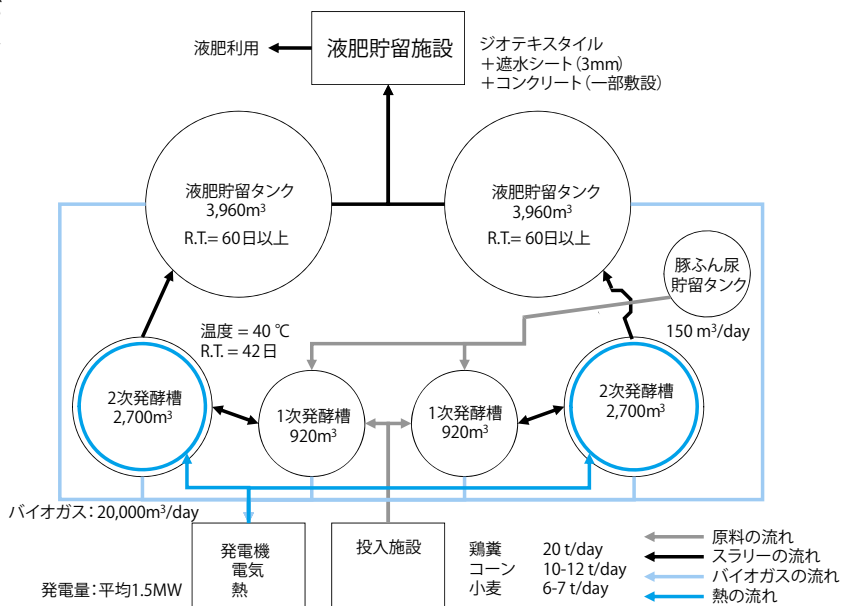 液肥利用
液肥貯留施設
ジオテキスタイル
＋遮水シート（3mm）
＋コンクリート（一部敷設）
液肥貯留タンク
3,960m³
R.T.= 60日以上
液肥貯留タンク
3,960m³
R.T.= 60日以上
豚ふん尿
貯留タンク
150 m³/day
温度 = 40 ℃
R.T. = 42日
2次発酵槽
2,700m³
1次発酵槽
920m³
1次発酵槽
920m³
2次発酵槽
2,700m³
バイオガス：20,000m³/day
発電機
電気
熱
発電量：平均1.5MW
投入施設
鶏糞 20 t/day
コーン 10-12 t/day
小麦 6-7 t/day
原料の流れ
スラリーの流れ
バイオガスの流れ
熱の流れ